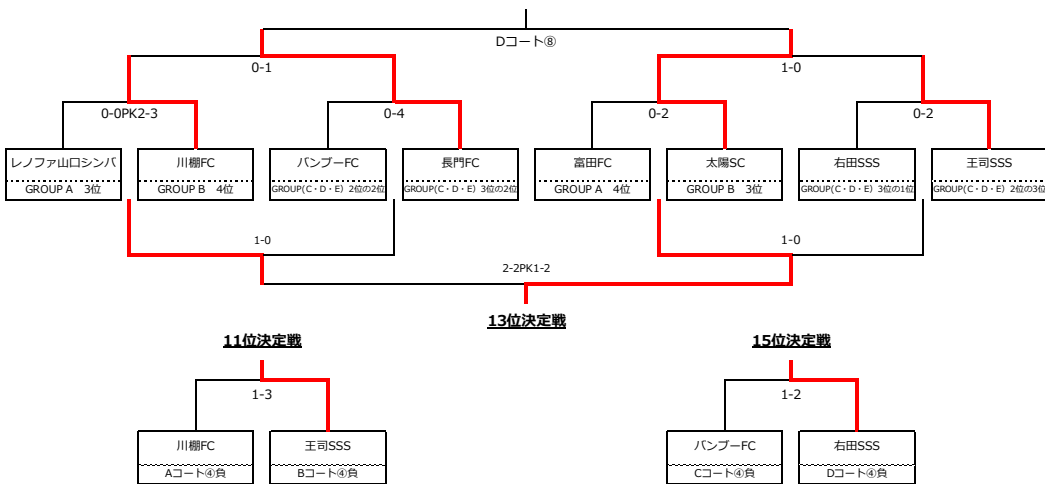 Dコート⑧
0-1
1-0
0-0PK2-3
0-4
0-2
0-2
レノファ山口シンバ
GROUP A 3位
川棚FC
GROUP B 4位
バンブーFC
GROUP(C・D・E) 2位の2位
長門FC
GROUP(C・D・E) 3位の2位
富田FC
GROUP A 4位
太陽SC
GROUP B 3位
右田SSS
GROUP(C・D・E) 3位の1位
王司SSS
GROUP(C・D・E) 2位の3位
1-0
1-0
2-2PK1-2
13位決定戦
11位決定戦
15位決定戦
1-3
1-2
川棚FC
Aコート④負
王司SSS
Bコート④負
バンブーFC
Cコート④負
右田SSS
Dコート④負